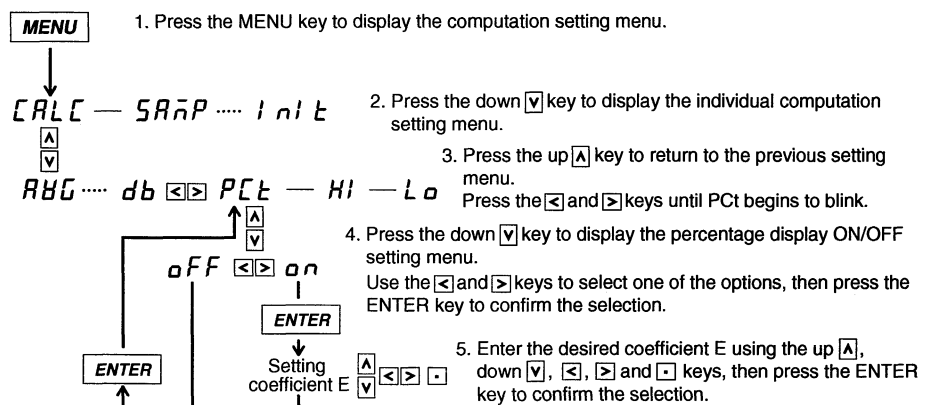 MENU
1. Press the MENU key to display the computation setting menu.
CALC — SAmP ····· InIt
2. Press the down ∨ key to display the individual computation
setting menu.
∧
∨
3. Press the up ∧ key to return to the previous setting
menu.
Press the < and > keys until PCt begins to blink.
AVG ····· db < > PCt — HI — Lo
∧
∨
4. Press the down ∨ key to display the percentage display ON/OFF
setting menu.
Use the < and > keys to select one of the options, then press the
ENTER key to confirm the selection.
oFF < > on
ENTER
ENTER
Setting
coefficient E
∧
∨ < > ·
5. Enter the desired coefficient E using the up ∧,
down ∨, <, > and · keys, then press the ENTER
key to confirm the selection.